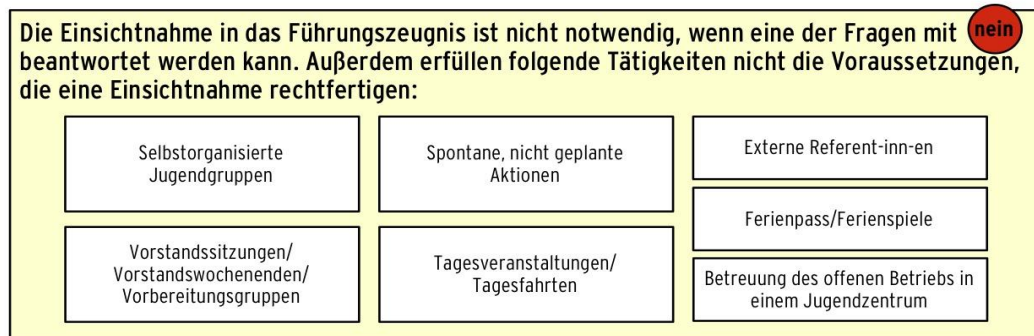 Die Einsichtnahme in das Führungszeugnis ist nicht notwendig, wenn eine der Fragen mit nein
beantwortet werden kann. Außerdem erfüllen folgende Tätigkeiten nicht die Voraussetzungen,
die eine Einsichtnahme rechtfertigen:
Selbstorganisierte
Jugendgruppen
Spontane, nicht geplante
Aktionen
Externe Referent-inn-en
Ferienpass/Ferienspiele
Vorstandssitzungen/
Vorstandswochenenden/
Vorbereitungsgruppen
Tagesveranstaltungen/
Tagesfahrten
Betreuung des offenen Betriebs in
einem Jugendzentrum